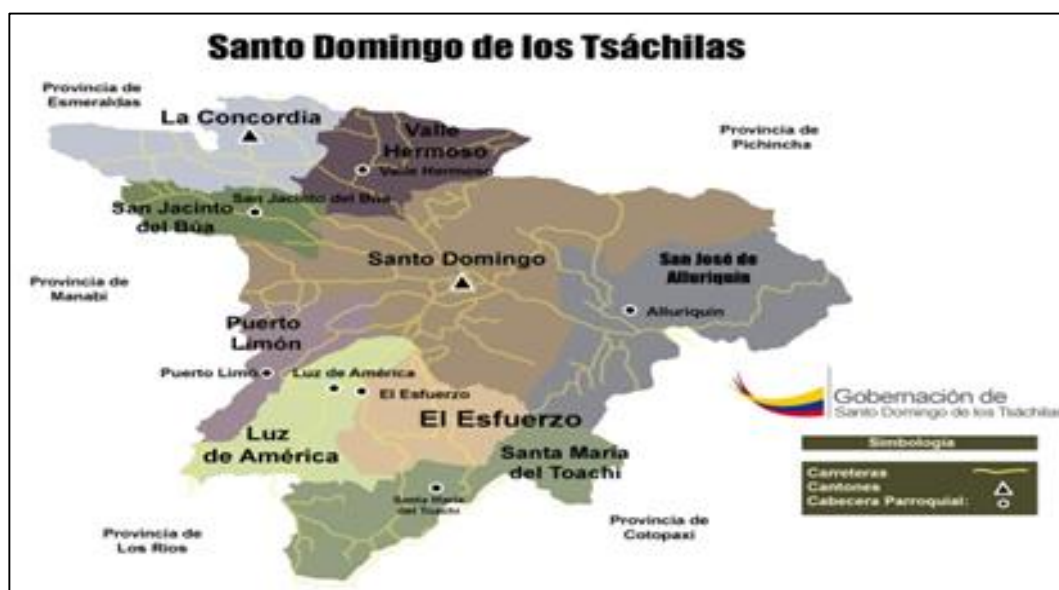 Santo Domingo de los Tsáchilas
Provincia de
Esmeraldas
La Concordia
Valle
Hermoso
Valle Hermoso
Provincia de
Pichincha
San Jacinto del Búa
San Jacinto
del Búa
Santo Domingo
San José de
Alluriquín
Provincia de
Manabí
Alluriquín
Puerto
Limón
Puerto Limó
Luz de América
El Esfuerzo
Gobernación de
Santo Domingo de los Tsáchilas
El Esfuerzo
Luz
de América
Santa María
del Toachi
Simbología
Carreteras
Cantones
Cabecera Parroquial:
Santa María
del Toachi
Provincia de
Los Rios
Provincia de
Cotopaxi